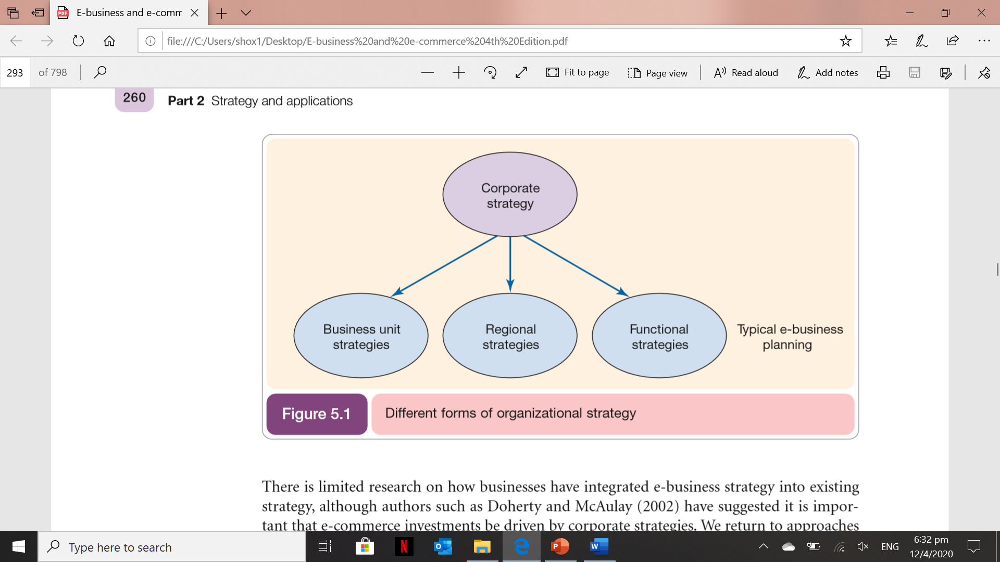 E-business and e-comm
file:///C:/Users/shox1/Desktop/E-business%20and%20e-commerce%204th%20Edition.pdf
293 of 798
Fit to page
Page view
Read aloud
Add notes
260
Part 2 Strategy and applications
Corporate
strategy
Business unit
strategies
Regional
strategies
Functional
strategies
Typical e-business
planning
Figure 5.1
Different forms of organizational strategy
There is limited research on how businesses have integrated e-business strategy into existing
strategy, although authors such as Doherty and McAulay (2002) have suggested it is impor-
tant that e-commerce investments be driven by corporate strategies. We return to approaches
Type here to search
ENG
6:32 pm
12/4/2020